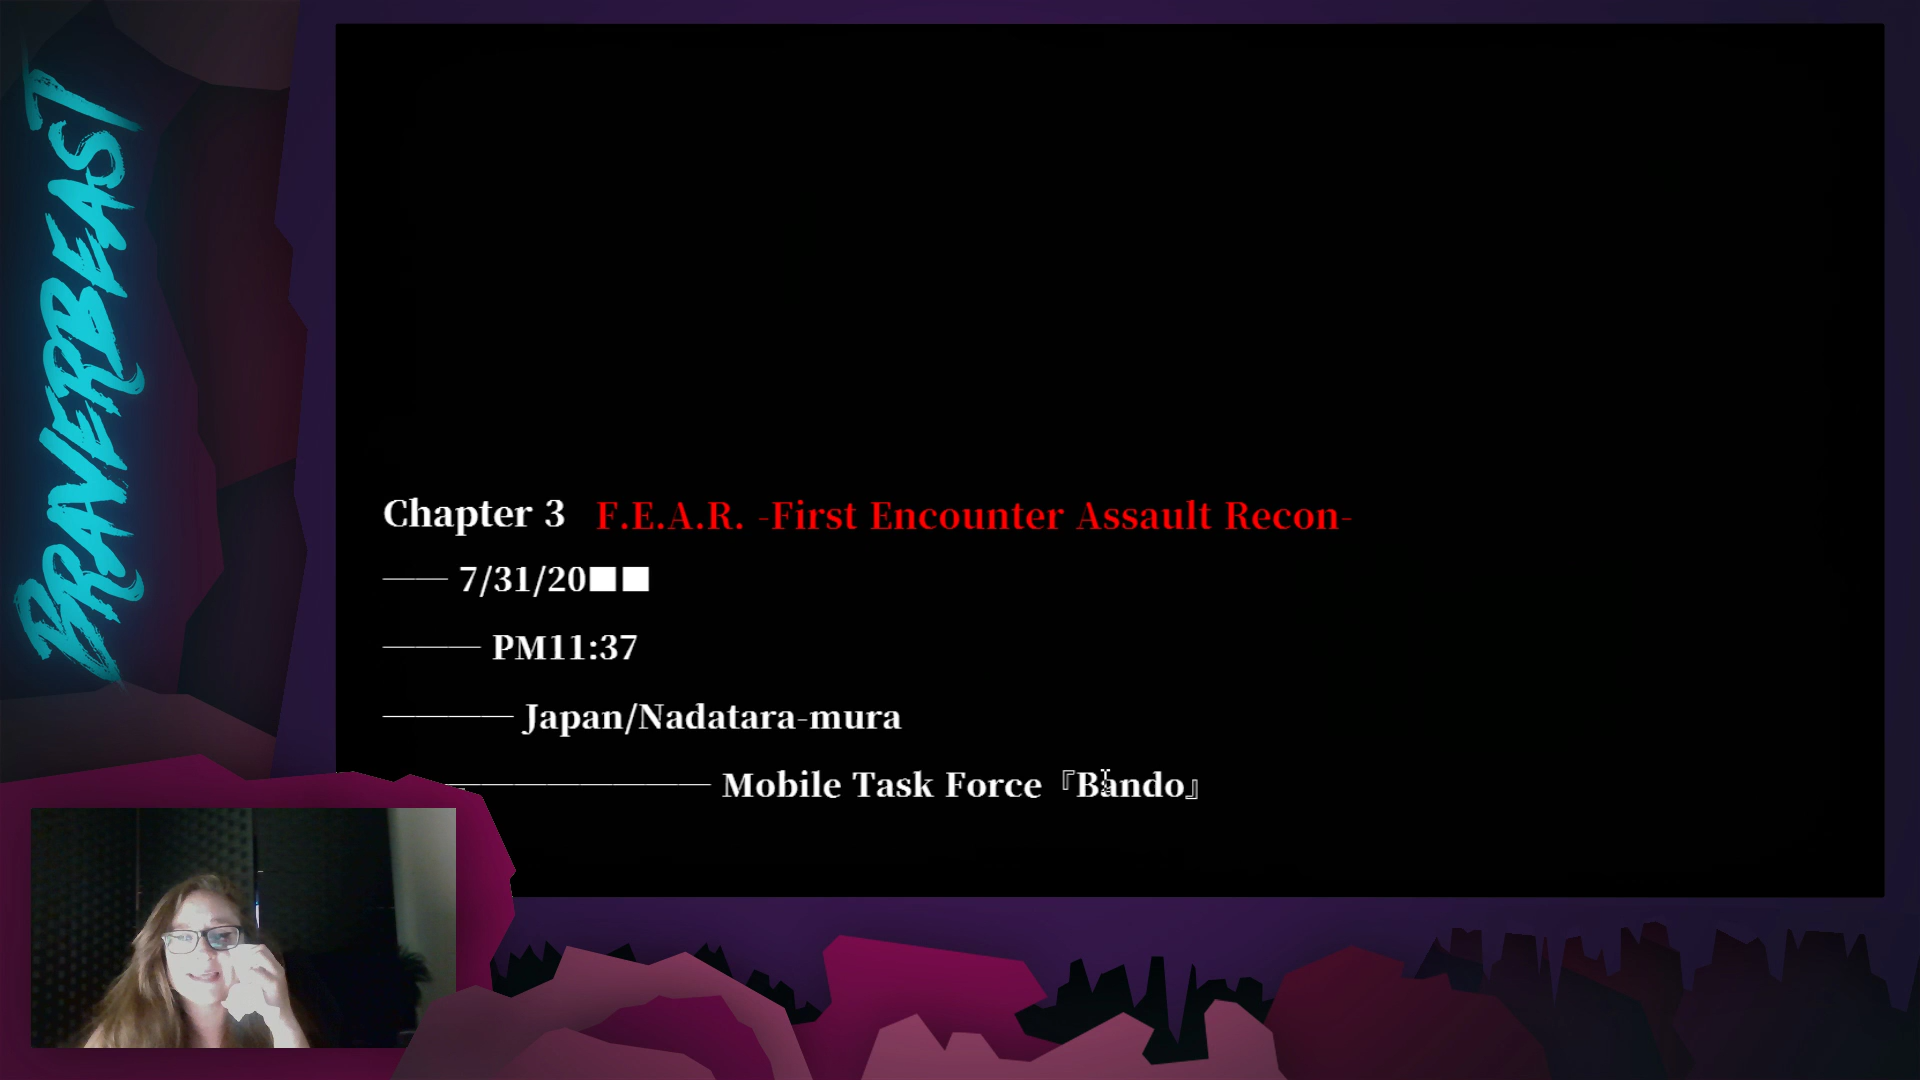 BRAVERBEAST
Chapter 3 F.E.A.R. -First Encounter Assault Recon-
—— 7/31/20■■
——— PM11:37
———— Japan/Nadatara-mura
————————— Mobile Task Force『Bando』